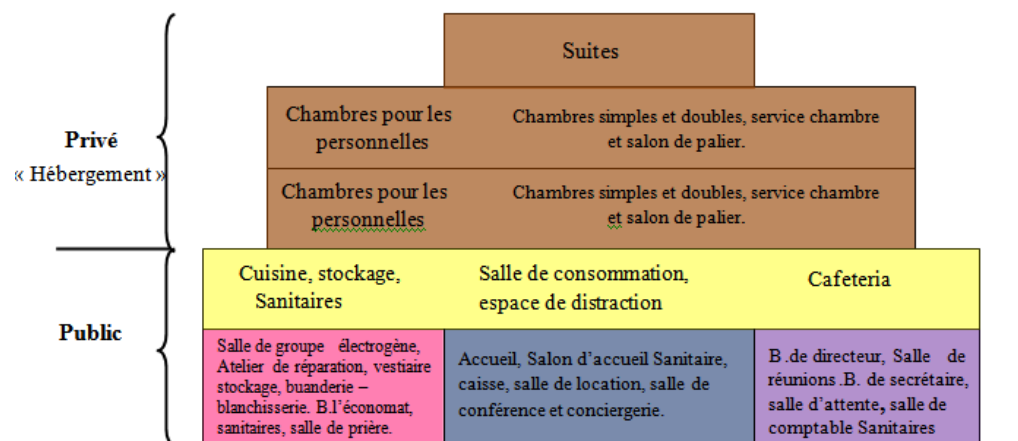 Suites
Privé
« Hébergement »
Chambres pour les
personnelles
Chambres simples et doubles, service chambre
et salon de palier.
Chambres pour les
personnelles
Chambres simples et doubles, service chambre
et salon de palier.
Public
Cuisine, stockage,
Sanitaires
Salle de consommation,
espace de distraction
Cafeteria
Salle de groupe électrogène,
Atelier de réparation, vestiaire
stockage, buanderie –
blanchisserie. B.l’économat,
sanitaires, salle de prière.
Accueil, Salon d’accueil Sanitaire,
caisse, salle de location, salle de
conférence et conciergerie.
B .de directeur, Salle de
réunions .B. de secrétaire,
salle d’attente, salle de
comptable Sanitaires